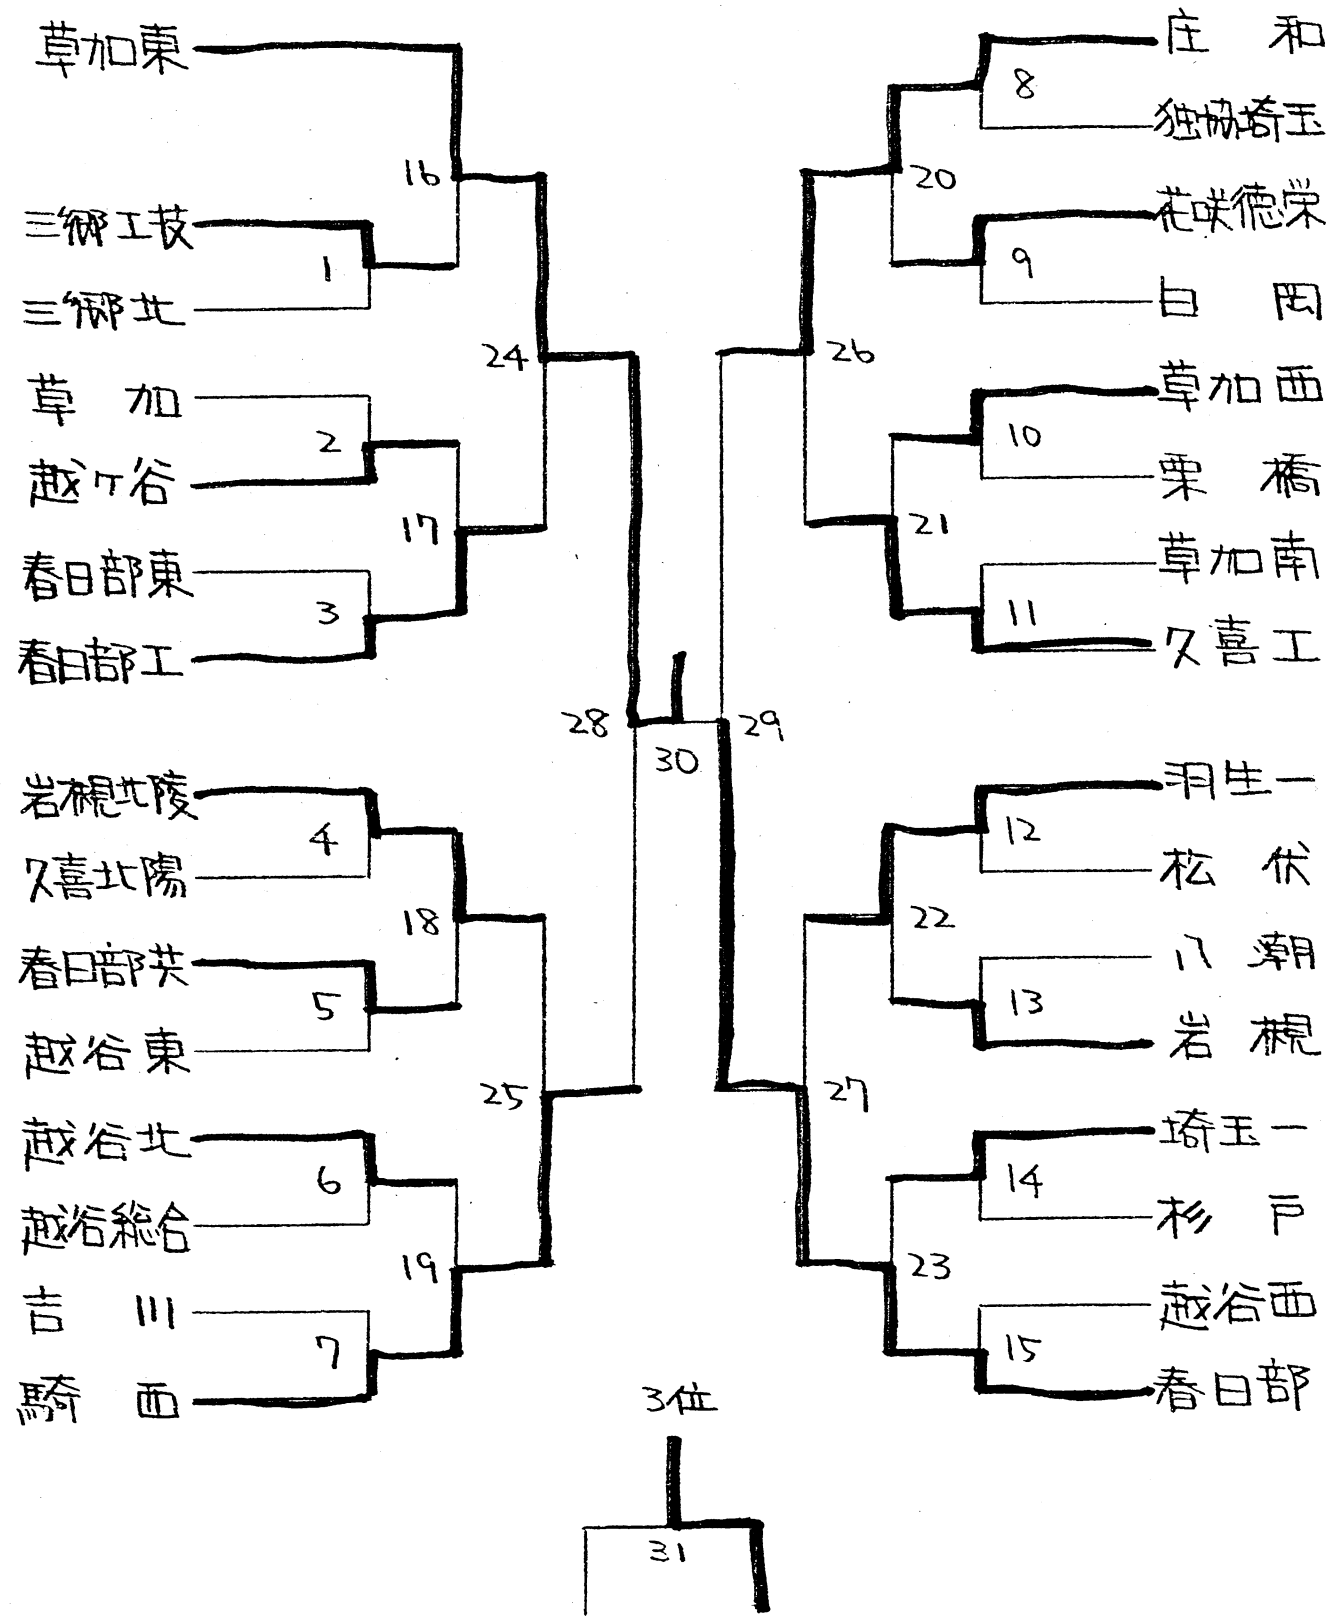 草加東
16
三郷工技
1
三郷北
24
草加
2
越ヶ谷
17
春日部東
3
春日部工
28
30
岩槻北陵
4
久喜北陽
18
春日部共
5
越谷東
25
越谷北
6
越谷総合
19
吉川
7
騎西
庄和
8
独協埼玉
20
花咲徳栄
9
白岡
26
草加西
10
栗橋
21
草加南
11
久喜工
29
羽生一
12
松伏
22
八潮
13
岩槻
27
埼玉一
14
杉戸
23
越谷西
15
春日部
3位
31